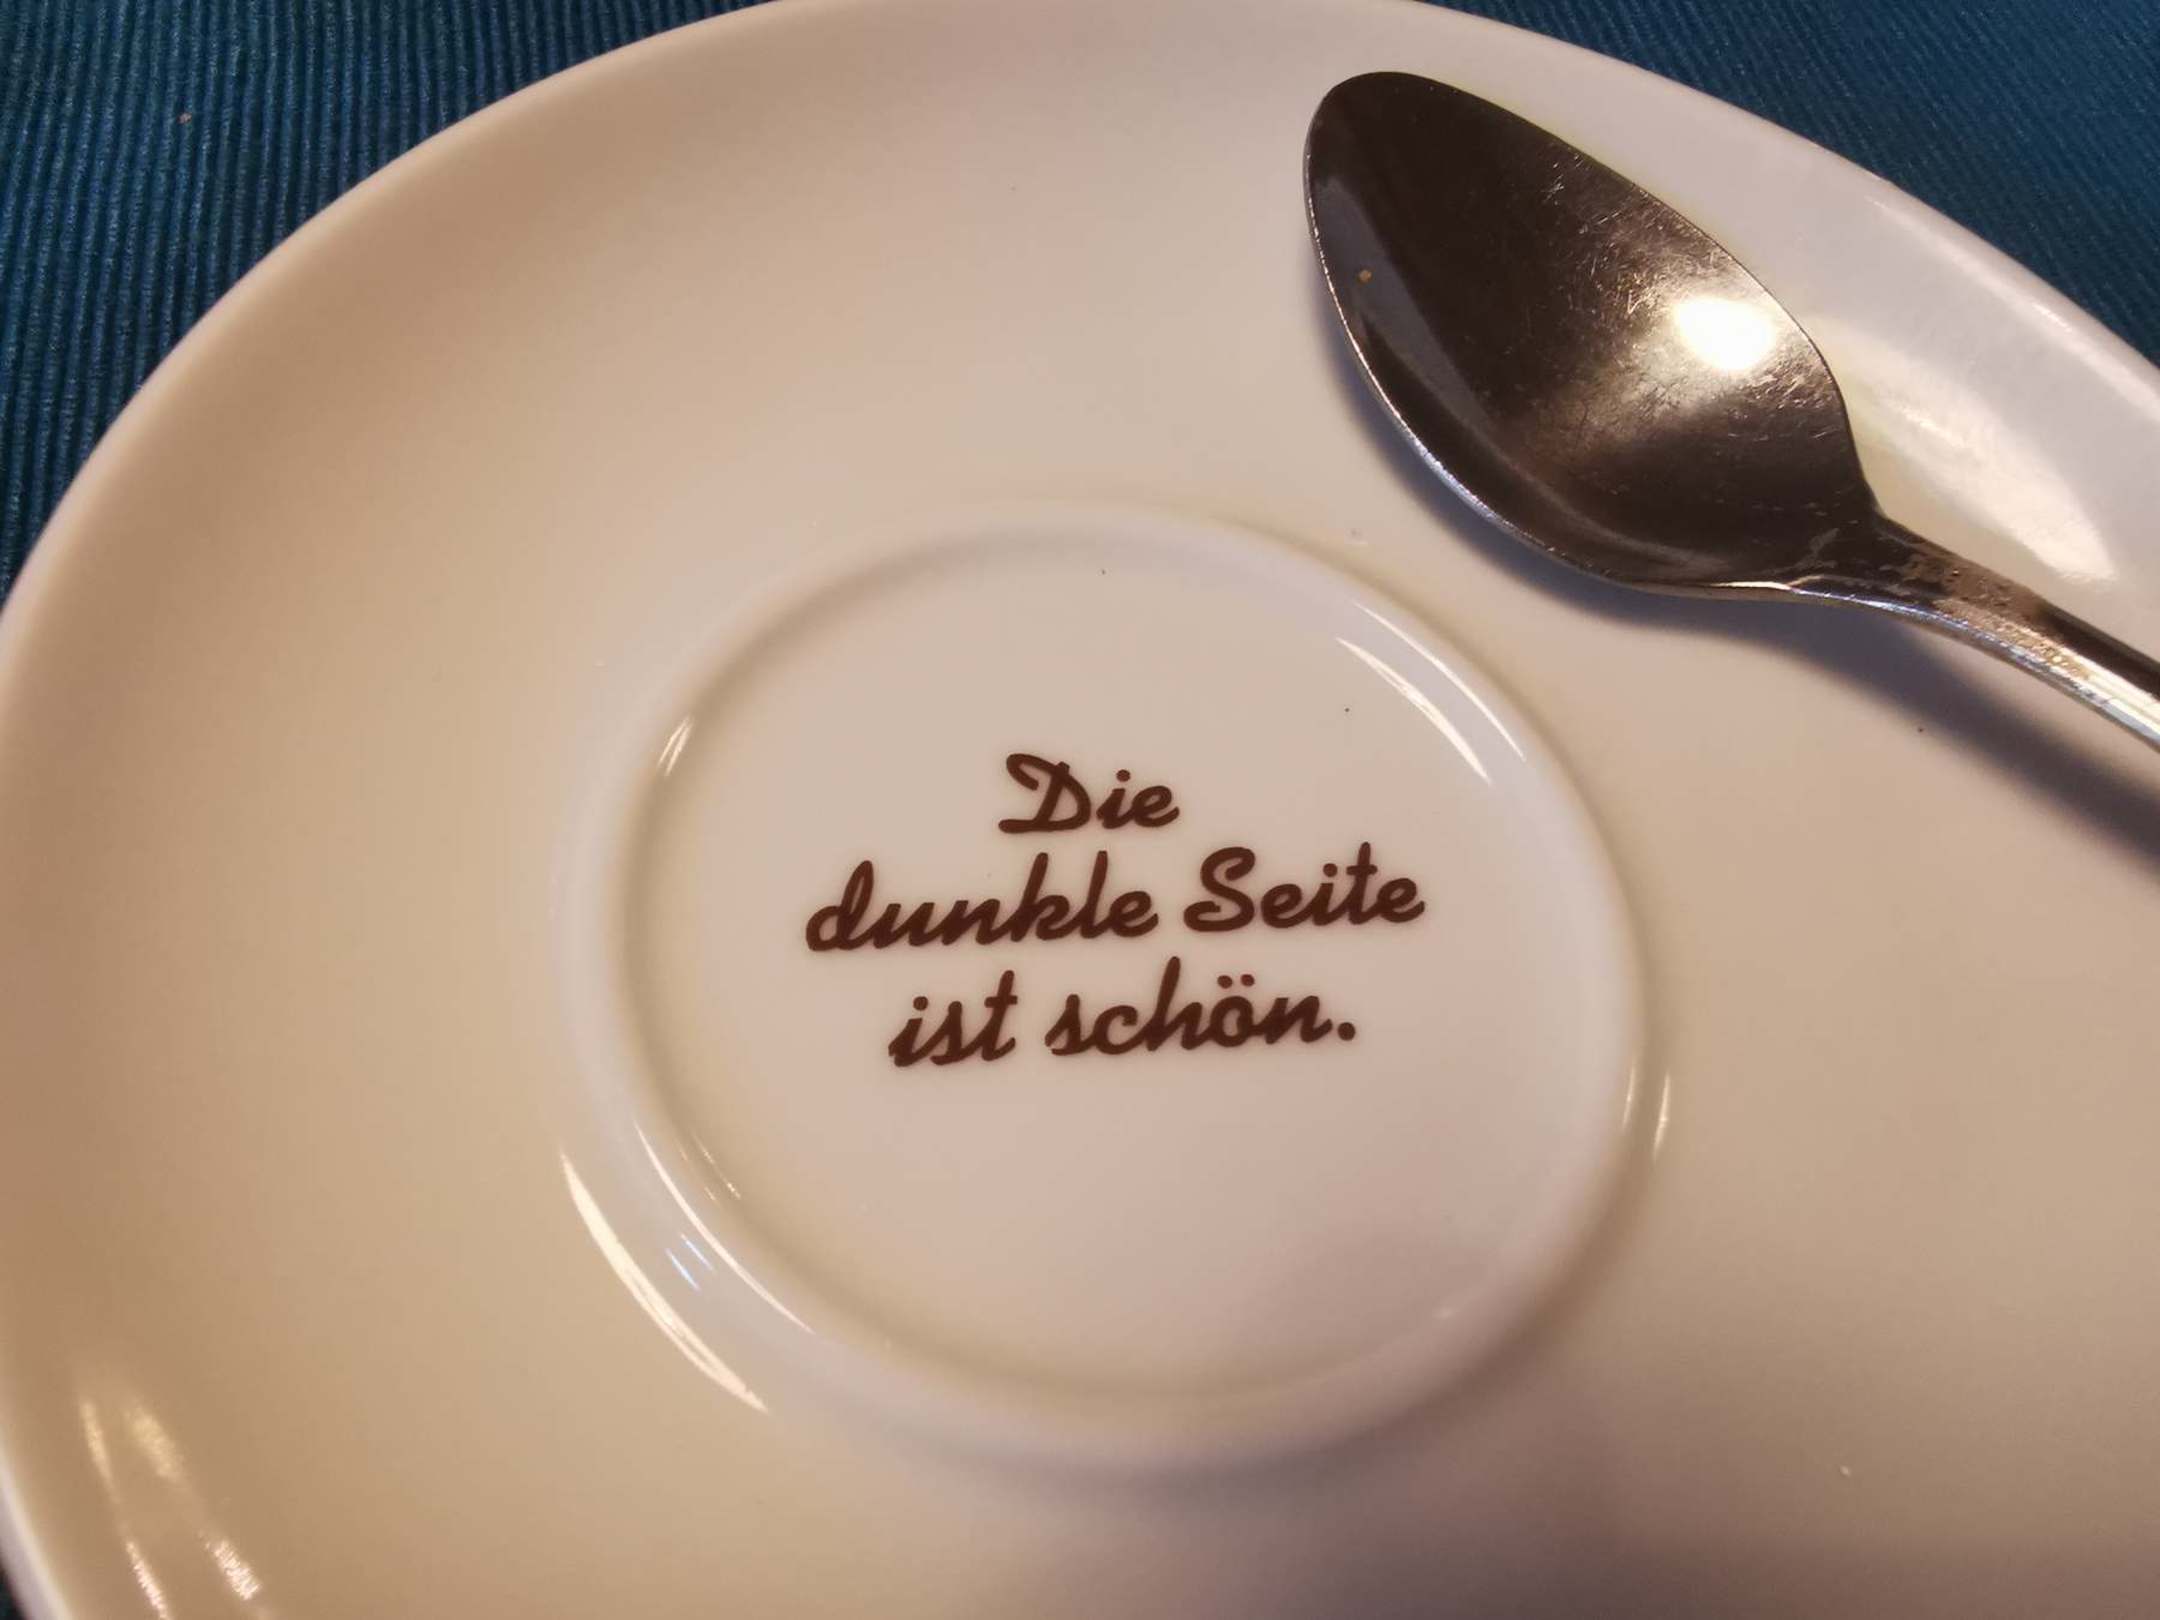 Die
dunkle Seite
ist schön.